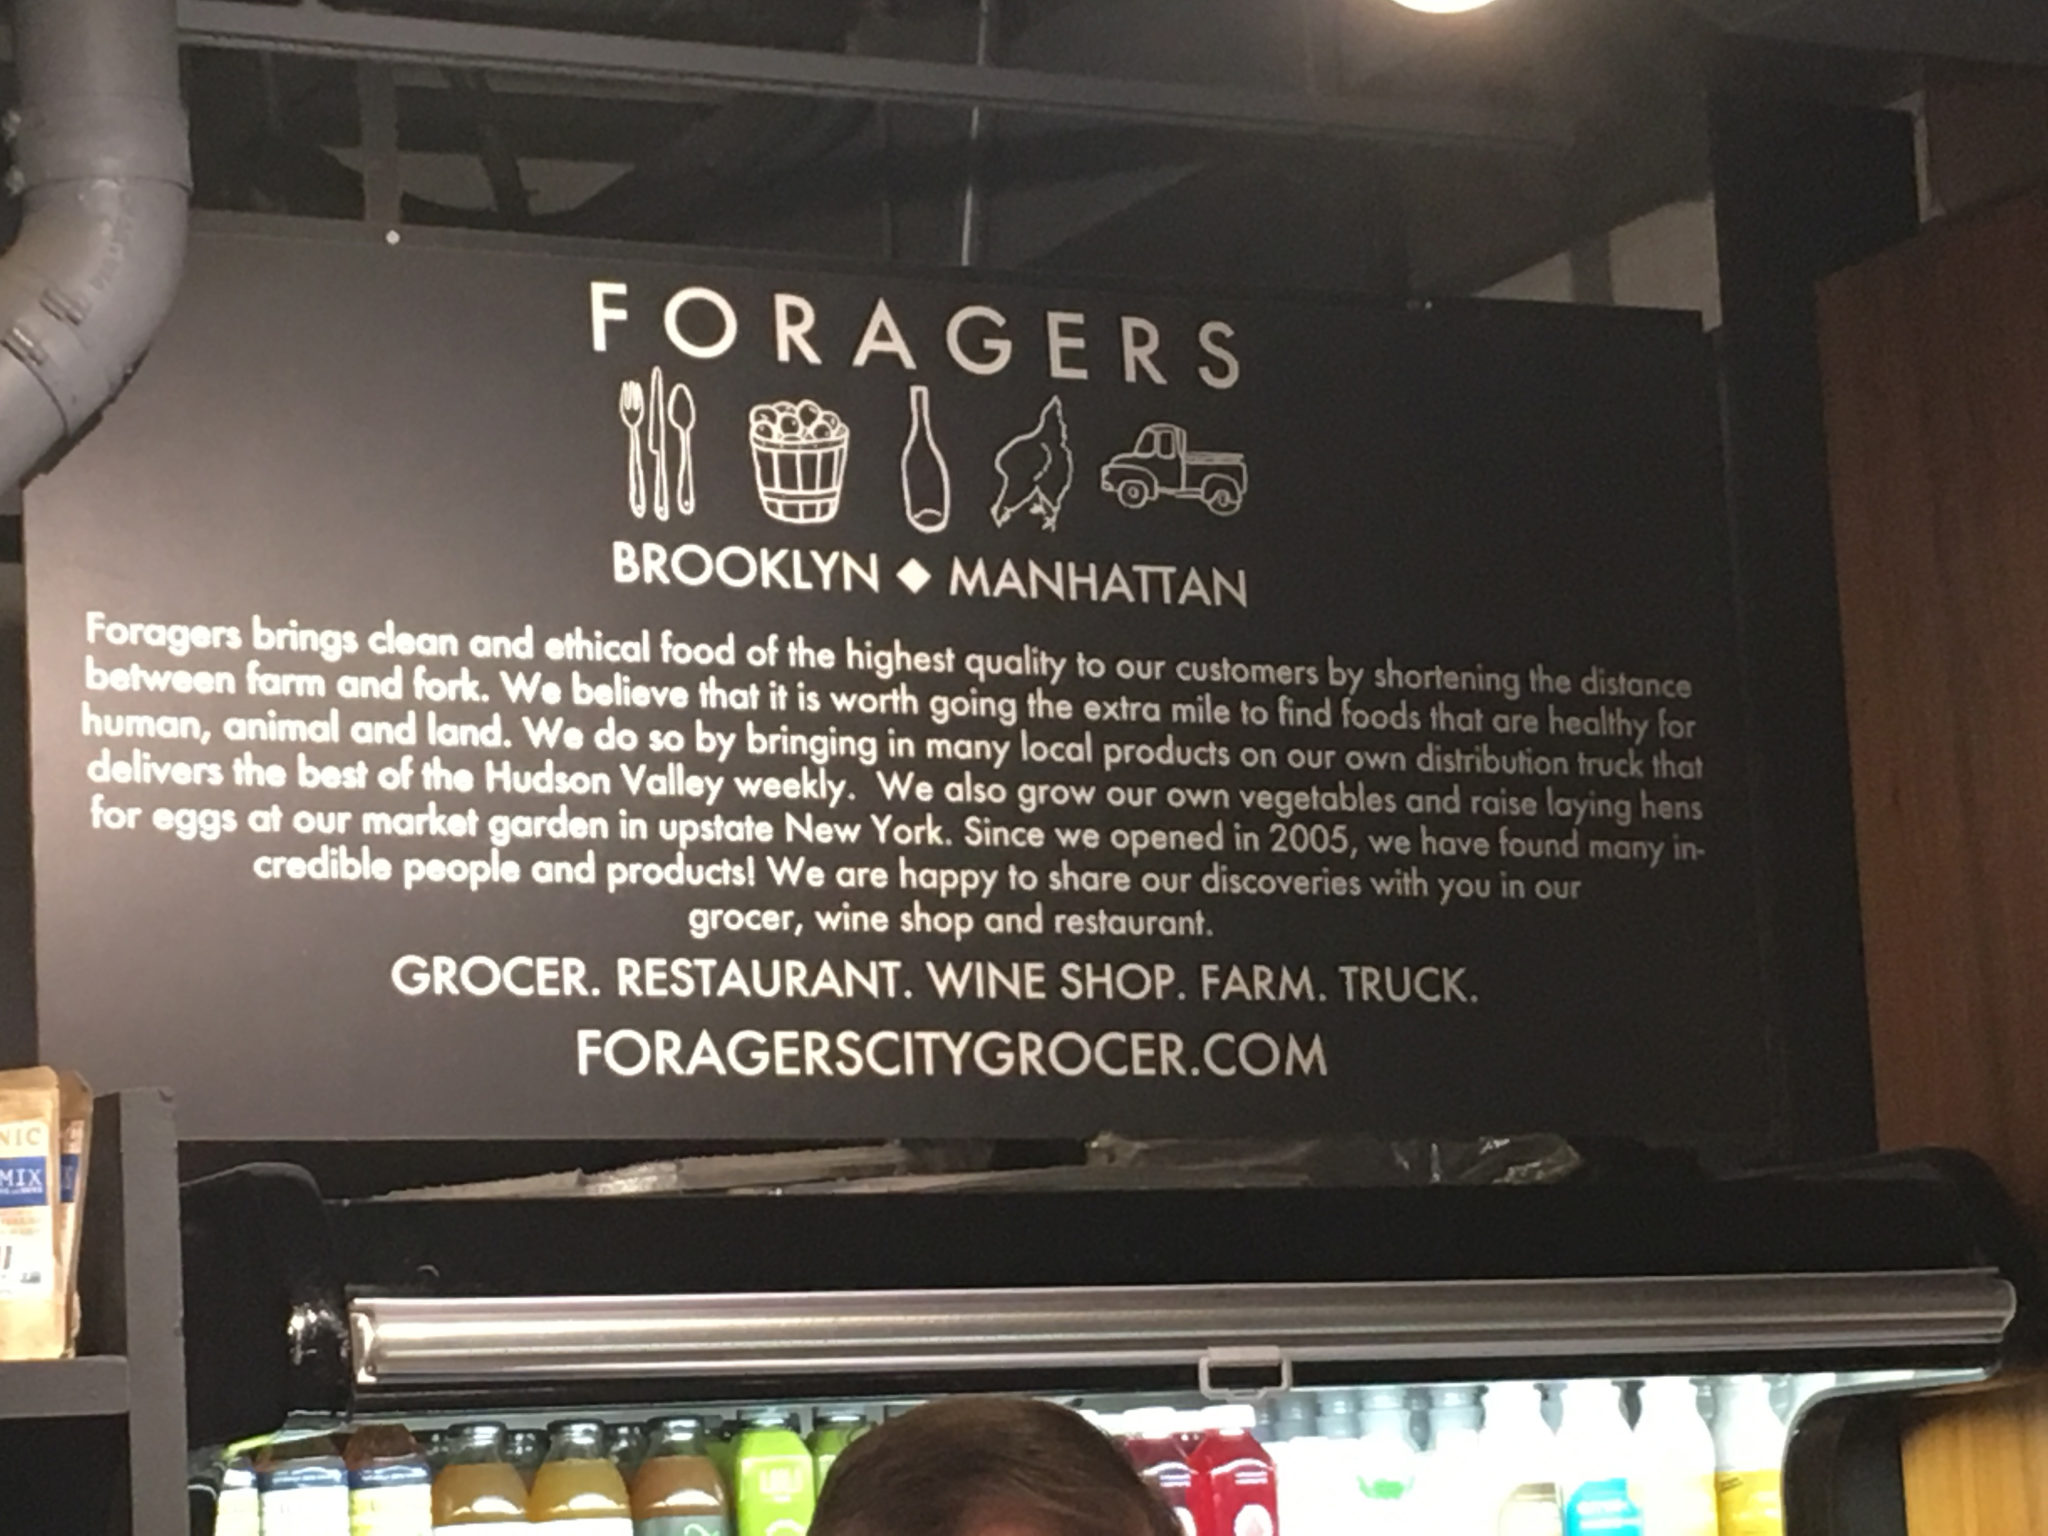 FORAGERS
BROOKLYN ◆ MANHATTAN
Foragers brings clean and ethical food of the highest quality to our customers by shortening the distance
between farm and fork. We believe that it is worth going the extra mile to find foods that are healthy for
human, animal and land. We do so by bringing in many local products on our own distribution truck that
delivers the best of the Hudson Valley weekly.  We also grow our own vegetables and raise laying hens
for eggs at our market garden in upstate New York. Since we opened in 2005, we have found many in-
credible people and products! We are happy to share our discoveries with you in our
grocer, wine shop and restaurant.
GROCER. RESTAURANT. WINE SHOP. FARM. TRUCK.
FORAGERSCITYGROCER.COM
NIC
MIX